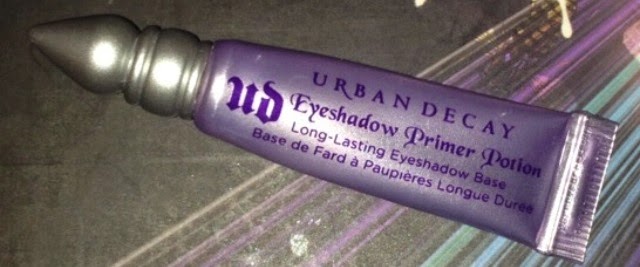 URBAN DECAY
UD Eyeshadow Primer Potion
Long-Lasting Eyeshadow Base
Base de Fard à Paupières Longue Durée